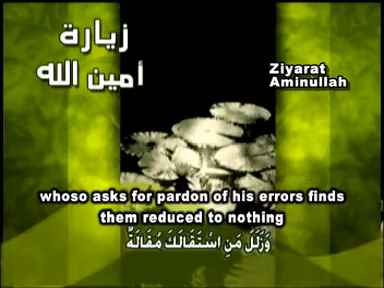 زيارة
أمين الله
Ziyarat
Aminullah
whoso asks for pardon of his errors finds
them reduced to nothing
وَزَلَلَ مَنِ اسْتَقَالَكَ مُقَالَةٌ